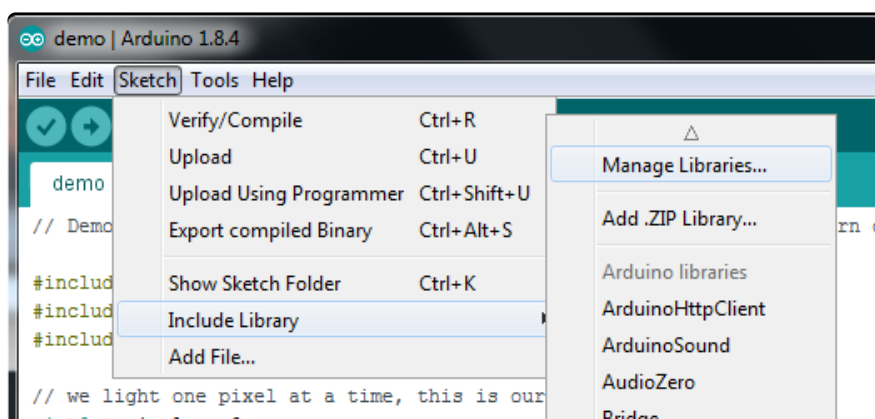 demo | Arduino 1.8.4
File Edit Sketch Tools Help
Verify/Compile Ctrl+R
Upload Ctrl+U
Upload Using Programmer Ctrl+Shift+U
Export compiled Binary Ctrl+Alt+S
Show Sketch Folder Ctrl+K
Include Library
Add File...
Manage Libraries...
Add .ZIP Library...
Arduino libraries
ArduinoHttpClient
ArduinoSound
AudioZero
Bridge
demo
// Demo
rn
#includ
#includ
#includ
// we light one pixel at a time, this is our